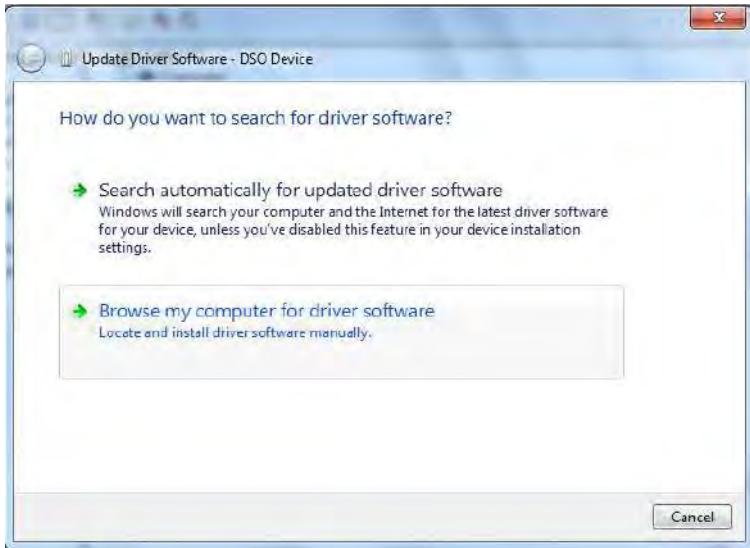 Update Driver Software - DSO Device
How do you want to search for driver software?
Search automatically for updated driver software
Windows will search your computer and the Internet for the latest driver software
for your device, unless you've disabled this feature in your device installation
settings.
Browse my computer for driver software
Locate and install driver software manually.
Cancel